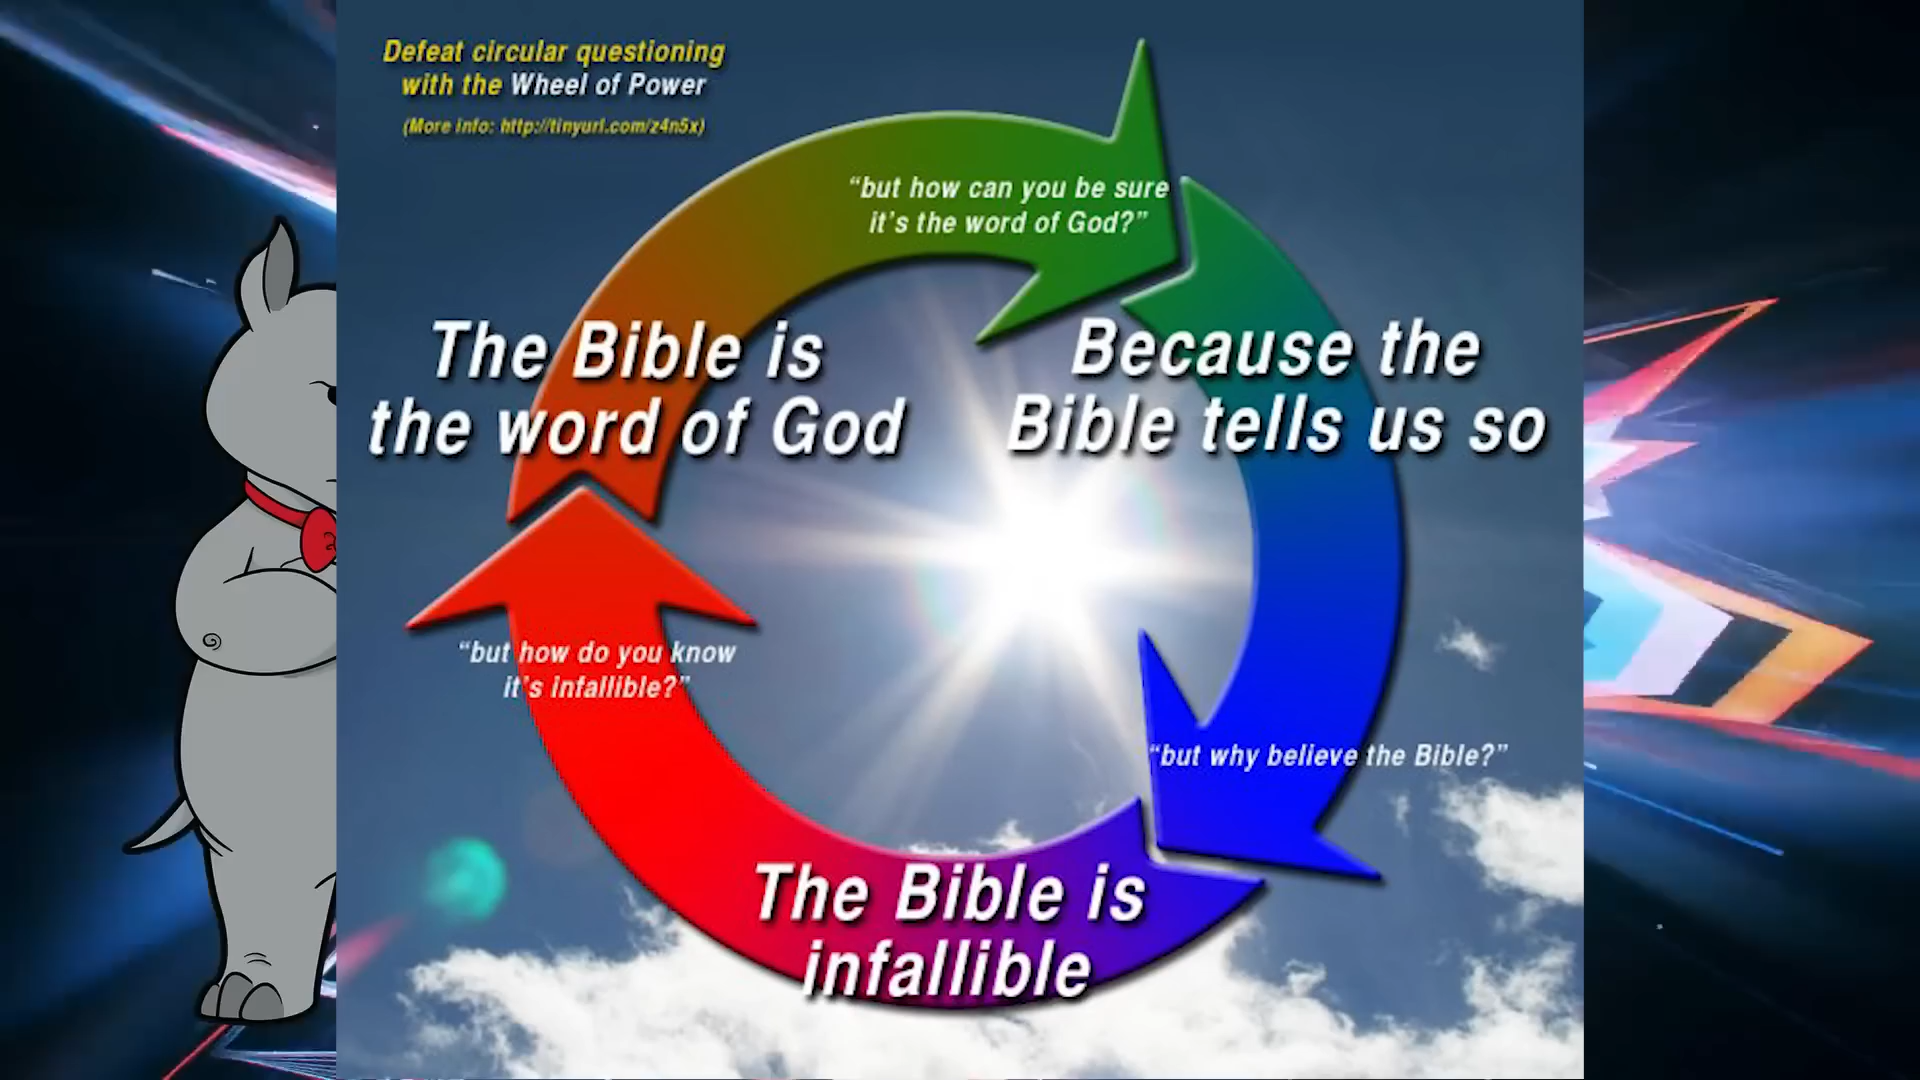 Defeat circular questioning
with the Wheel of Power
(More info: http://tinyurl.com/z4n5x)
“but how can you be sure
it’s the word of God?”
The Bible is
the word of God
Because the
Bible tells us so
“but how do you know
it’s infallible?”
“but why believe the Bible?”
The Bible is
infallible